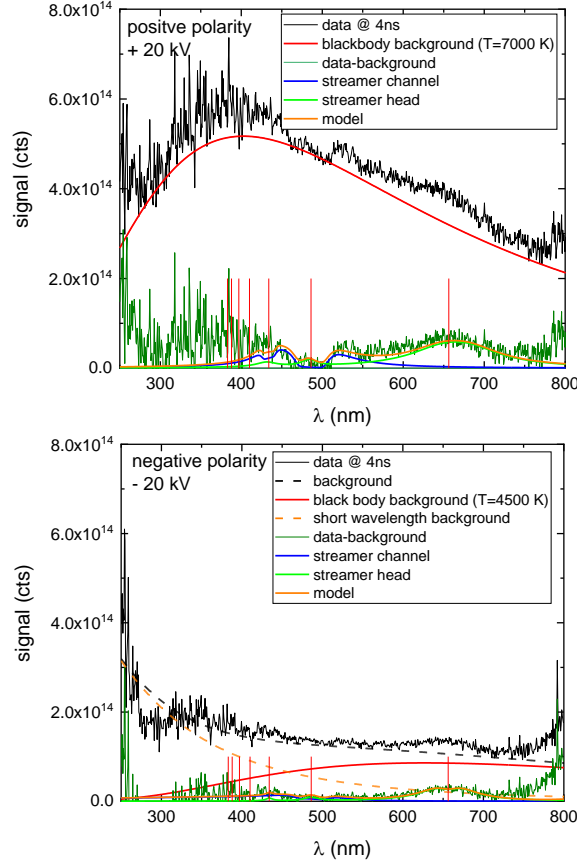 positve polarity
+ 20 kV
data @ 4ns
blackbody background (T=7000 K)
data-background
streamer channel
streamer head
model
8.0x10^14
6.0x10^14
4.0x10^14
2.0x10^14
0.0
signal (cts)
300 400 500 600 700 800
λ (nm)
negative polarity
- 20 kV
data @ 4ns
background
black body background (T=4500 K)
short wavelength background
data-background
streamer channel
streamer head
model
8.0x10^14
6.0x10^14
4.0x10^14
2.0x10^14
0.0
signal (cts)
300 400 500 600 700 800
λ (nm)